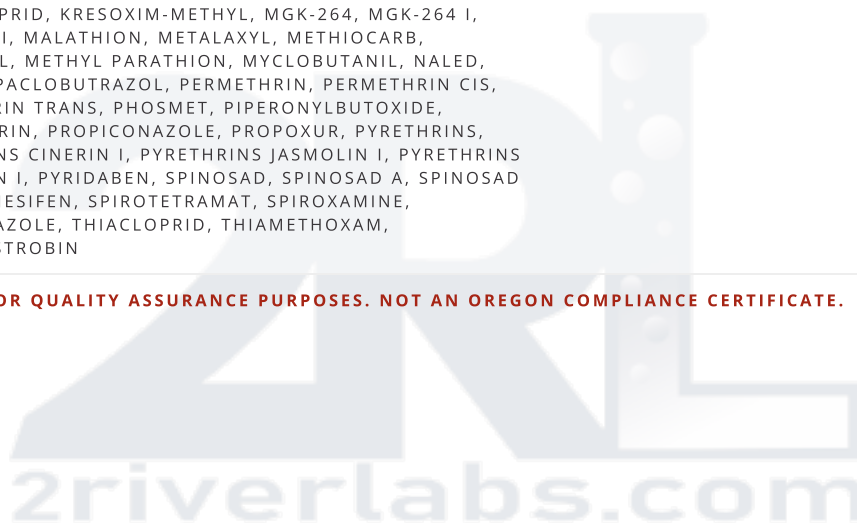 PRID, KRESOXIM-METHYL, MGK-264, MGK-264 I,
I, MALATHION, METALAXYL, METHIOCARB,
L, METHYL PARATHION, MYCLOBUTANIL, NALED,
PACLOBUTRAZOL, PERMETHRIN, PERMETHRIN CIS,
RIN TRANS, PHOSMET, PIPERONYLBUTOXIDE,
RIN, PROPICONAZOLE, PROPOXUR, PYRETHRINS,
NS CINERIN I, PYRETHRINS JASMOLIN I, PYRETHRINS
N I, PYRIDABEN, SPINOSAD, SPINOSAD A, SPINOSAD
ESIFEN, SPIROTETRAMAT, SPIROXAMINE,
AZOLE, THIACLOPRID, THIAMETHOXAM,
STROBIN
OR QUALITY ASSURANCE PURPOSES. NOT AN OREGON COMPLIANCE CERTIFICATE.
2RL
2riverlabs.com